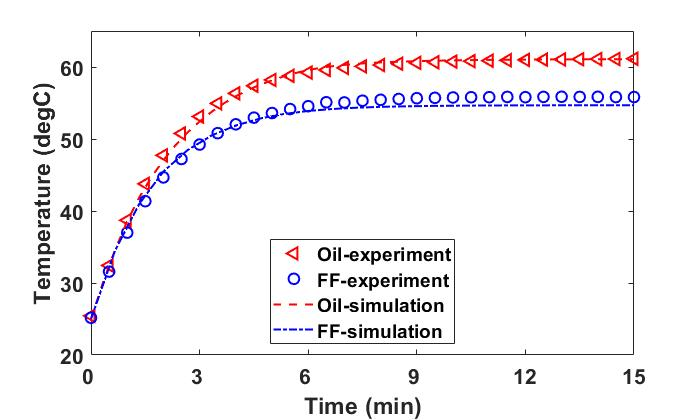 Temperature (degC)
60
50
40
30
20
Oil-experiment
FF-experiment
Oil-simulation
FF-simulation
0 3 6 9 12 15
Time (min)